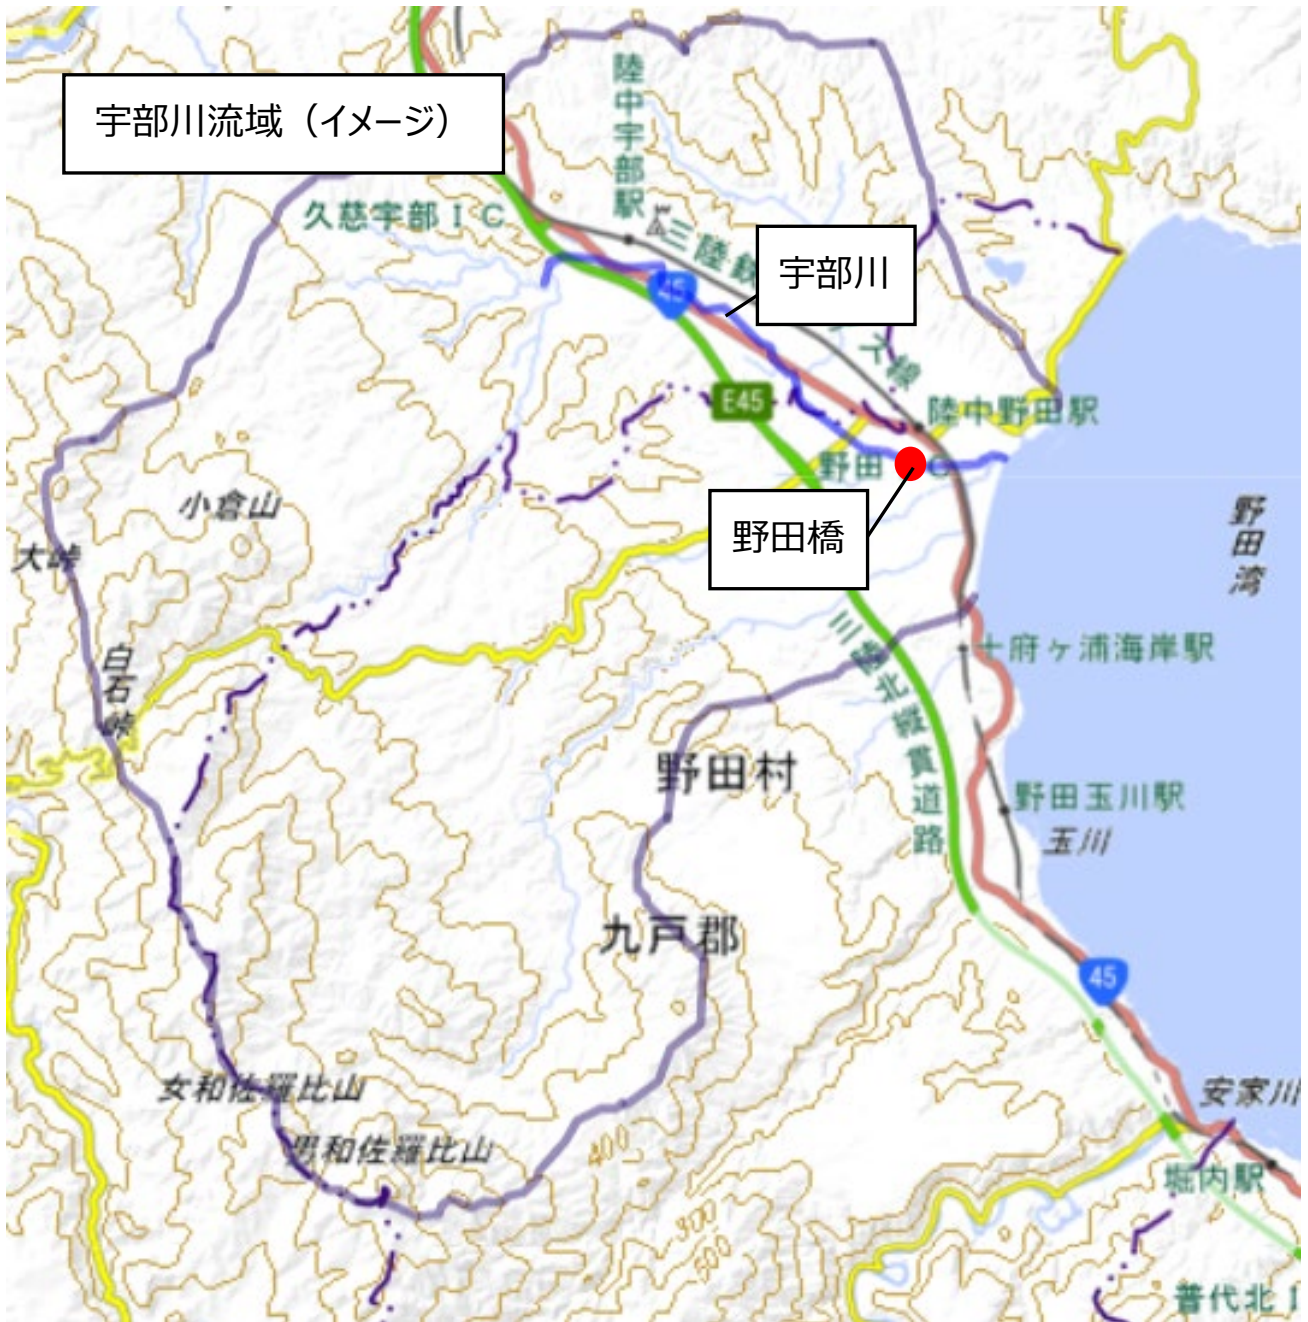 陸中宇部駅
宇部川流域（イメージ）
久慈宇部ＩＣ
三陸鉄
宇部川
45
ス線
E45
陸中野田駅
野田
C
小倉山
野田橋
野田湾
大峠
白石峠
十府ヶ浦海岸駅
三陸北縦貫道路
野田村
野田玉川駅
玉川
九戸郡
45
女和佐羅比山
安家川
男和佐羅比山
400
堀内駅
300
500
普代北Ｉ